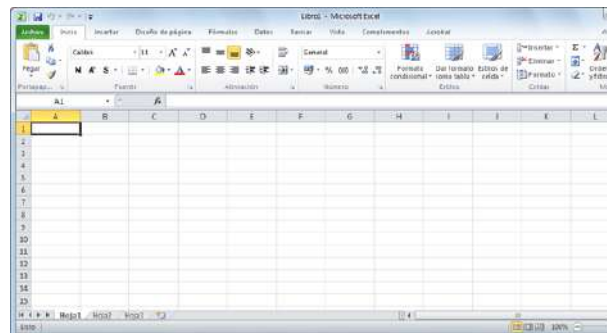 Libro1 - Microsoft Excel
Archivo Inicio Insertar Diseño de página Fórmulas Datos Revisar Vista Complementos Acrobat
Pegar
Calibri 11
N K S
General
% 000
Formato condicional
Dar formato como tabla
Estilos de celda
Insertar
Eliminar
Formato
Σ
Portapap... Fuente Alineación Número Estilos Celdas
A1 fx
A B C D E F G H I J K L
1
2
3
4
5
6
7
8
9
10
11
12
13
14
15
Hoja1 Hoja2 Hoja3
Listo 100%